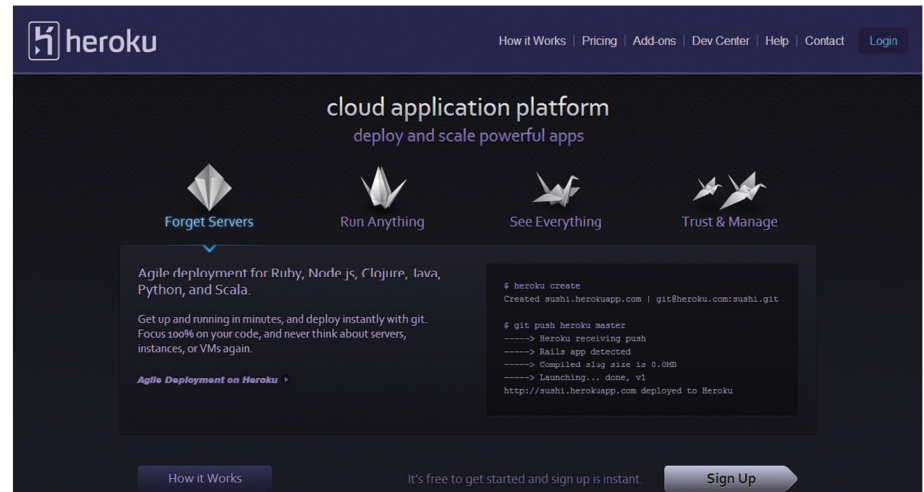 heroku
How it Works | Pricing | Add-ons | Dev Center | Help | Contact Login
cloud application platform
deploy and scale powerful apps
Forget Servers Run Anything See Everything Trust & Manage
Agile deployment for Ruby, Node.js, Clojure, Java,
Python, and Scala.
Get up and running in minutes, and deploy instantly with git.
Focus 100% on your code, and never think about servers,
instances, or VMs again.
Agile Deployment on Heroku
$ heroku create
Created sushi.herokuapp.com | git@heroku.com:sushi.git
$ git push heroku master
-----> Heroku receiving push
-----> Rails app detected
-----> Compiled slug size is 8.0MB
-----> Launching... done, v1
http://sushi.herokuapp.com deployed to Heroku
How it Works It's free to get started and sign up is instant. Sign Up